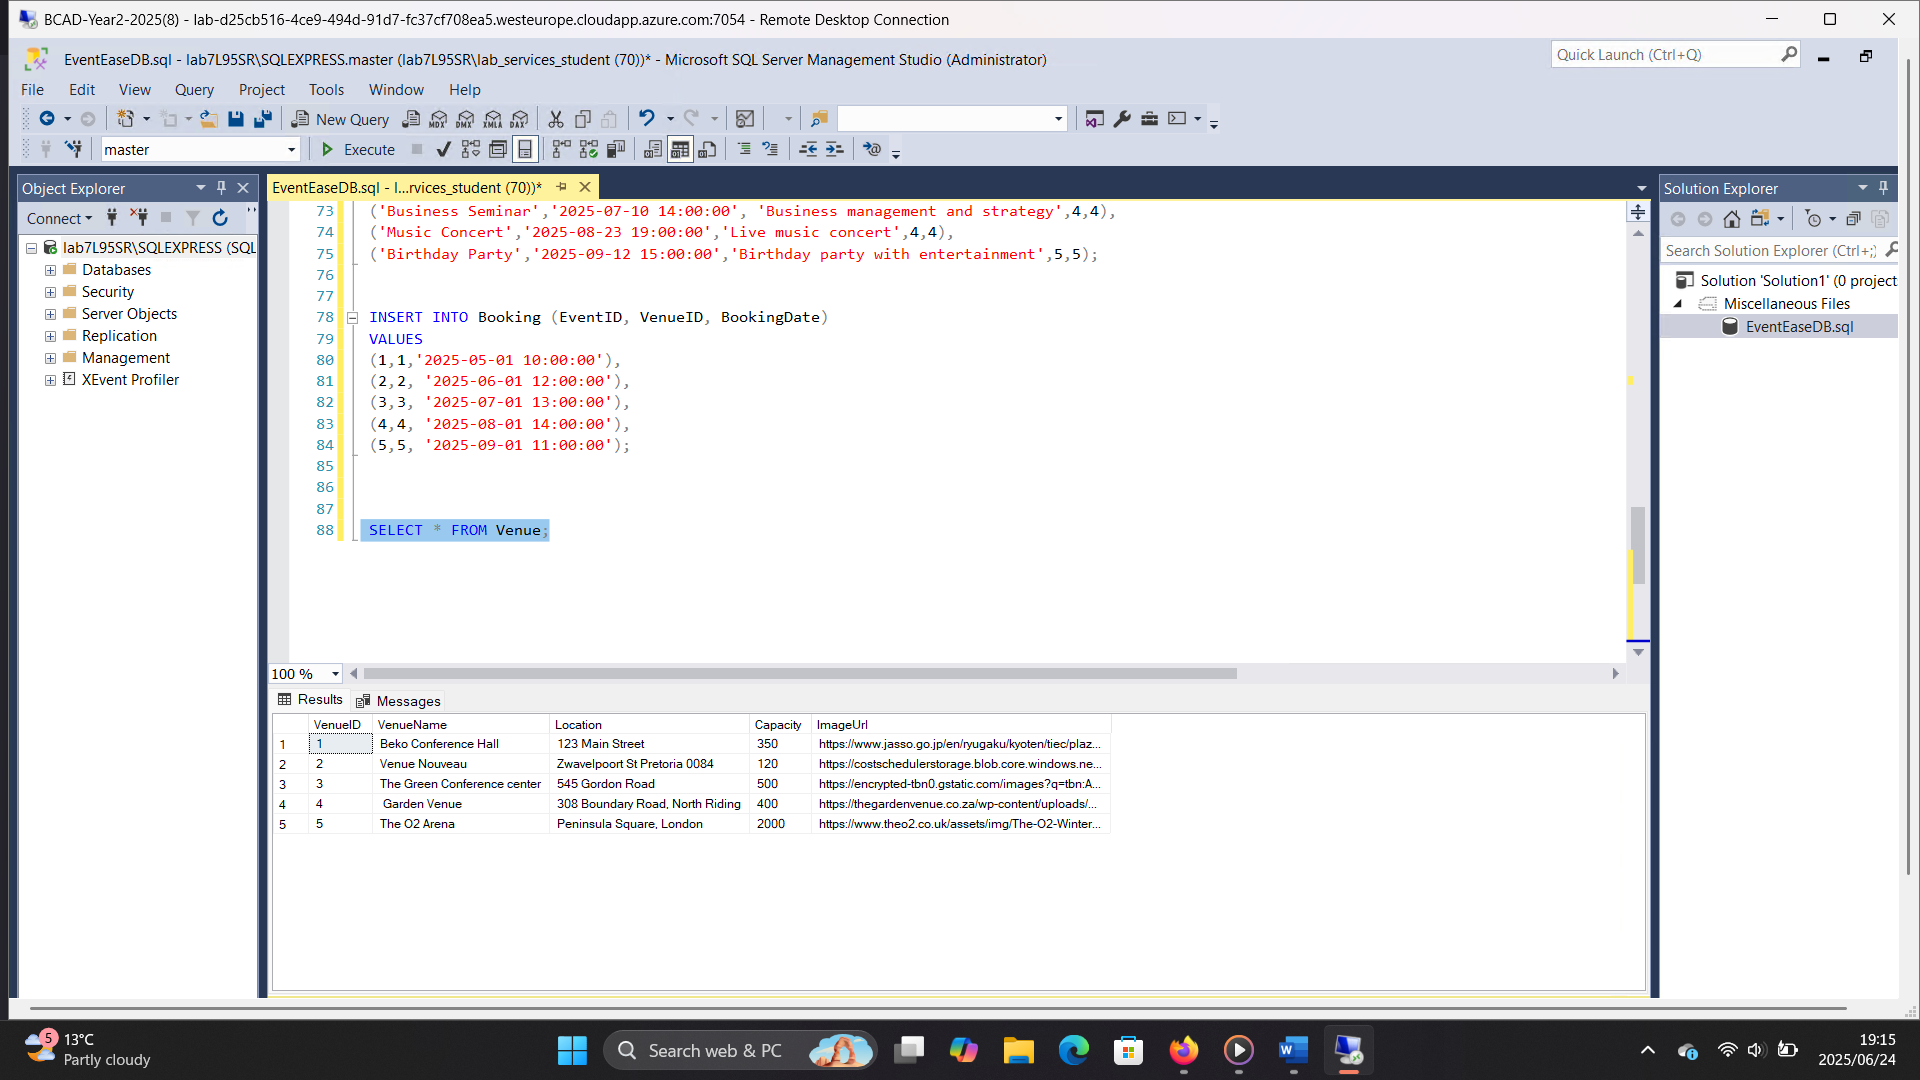 BCAD-Year2-2025(8) - lab-d25cb516-4ce9-494d-91d7-fc37cf708ea5.westeurope.cloudapp.azure.com:7054 - Remote Desktop Connection
EventEaseDB.sql - lab7L95SR\SQLEXPRESS.master (lab7L95SR\lab_services_student (70))* - Microsoft SQL Server Management Studio (Administrator)
Quick Launch (Ctrl+Q)
File Edit View Query Project Tools Window Help
New Query
MDX DMX XMLA DAX
master
Execute
Object Explorer
Connect
lab7L95SR\SQLEXPRESS (SQL
Databases
Security
Server Objects
Replication
Management
XEvent Profiler
EventEaseDB.sql - l...rvices_student (70))*
73 ('Business Seminar','2025-07-10 14:00:00', 'Business management and strategy',4,4),
74 ('Music Concert','2025-08-23 19:00:00','Live music concert',4,4),
75 ('Birthday Party','2025-09-12 15:00:00','Birthday party with entertainment',5,5);
76
77
78 INSERT INTO Booking (EventID, VenueID, BookingDate)
79 VALUES
80 (1,1,'2025-05-01 10:00:00'),
81 (2,2, '2025-06-01 12:00:00'),
82 (3,3, '2025-07-01 13:00:00'),
83 (4,4, '2025-08-01 14:00:00'),
84 (5,5, '2025-09-01 11:00:00');
85
86
87
88 SELECT * FROM Venue;
100 %
Results Messages
VenueID VenueName Location Capacity ImageUrl
1 1 Beko Conference Hall 123 Main Street 350 https://www.jasso.go.jp/en/ryugaku/kyoten/tiec/plaz...
2 2 Venue Nouveau Zwavelpoort St Pretoria 0084 120 https://costschedulerstorage.blob.core.windows.ne...
3 3 The Green Conference center 545 Gordon Road 500 https://encrypted-tbn0.gstatic.com/images?q=tbn:A...
4 4 Garden Venue 308 Boundary Road, North Riding 400 https://thegardenvenue.co.za/wp-content/uploads/...
5 5 The O2 Arena Peninsula Square, London 2000 https://www.theo2.co.uk/assets/img/The-O2-Winter...
Solution Explorer
Search Solution Explorer (Ctrl+;)
Solution 'Solution1' (0 project
Miscellaneous Files
EventEaseDB.sql
5
13°C
Partly cloudy
Search web & PC
19:15
2025/06/24